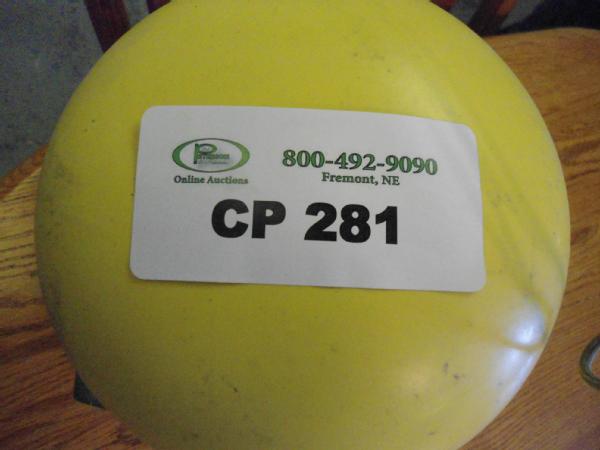 800-492-9090
Fremont, NE
Online Auctions
CP 281